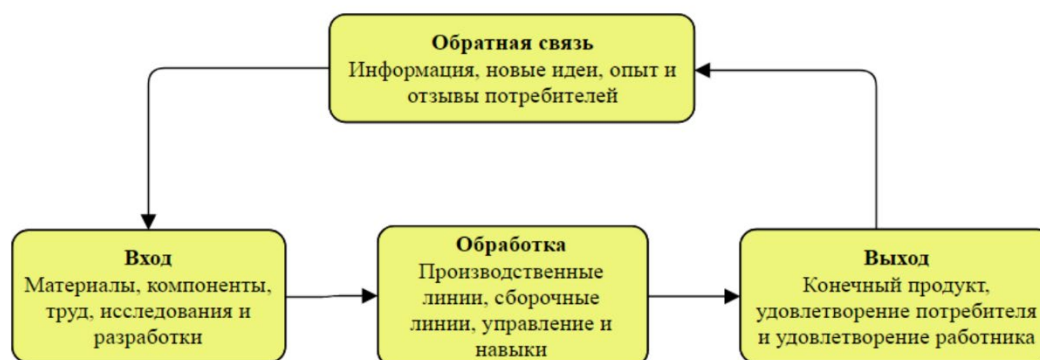 Обратная связь
Информация, новые идеи, опыт и
отзывы потребителей
Вход
Материалы, компоненты,
труд, исследования и
разработки
Обработка
Производственные
линии, сборочные
линии, управление и
навыки
Выход
Конечный продукт,
удовлетворение потребителя
и удовлетворение работника